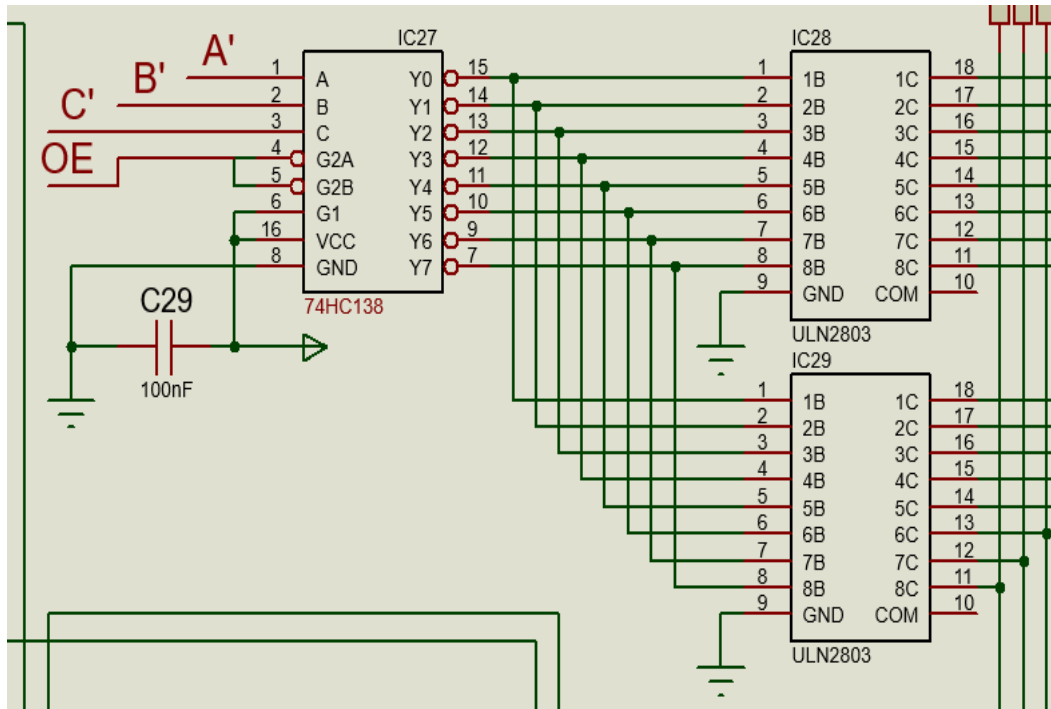 IC27
A'
B'
C'
OE
1 A Y0 15
2 B Y1 14
3 C Y2 13
4 G2A Y3 12
5 G2B Y4 11
6 G1 Y5 10
16 VCC Y6 9
8 GND Y7 7
74HC138
C29
100nF
IC28
1 1B 1C 18
2 2B 2C 17
3 3B 3C 16
4 4B 4C 15
5 5B 5C 14
6 6B 6C 13
7 7B 7C 12
8 8B 8C 11
9 GND COM 10
ULN2803
IC29
1 1B 1C 18
2 2B 2C 17
3 3B 3C 16
4 4B 4C 15
5 5B 5C 14
6 6B 6C 13
7 7B 7C 12
8 8B 8C 11
9 GND COM 10
ULN2803